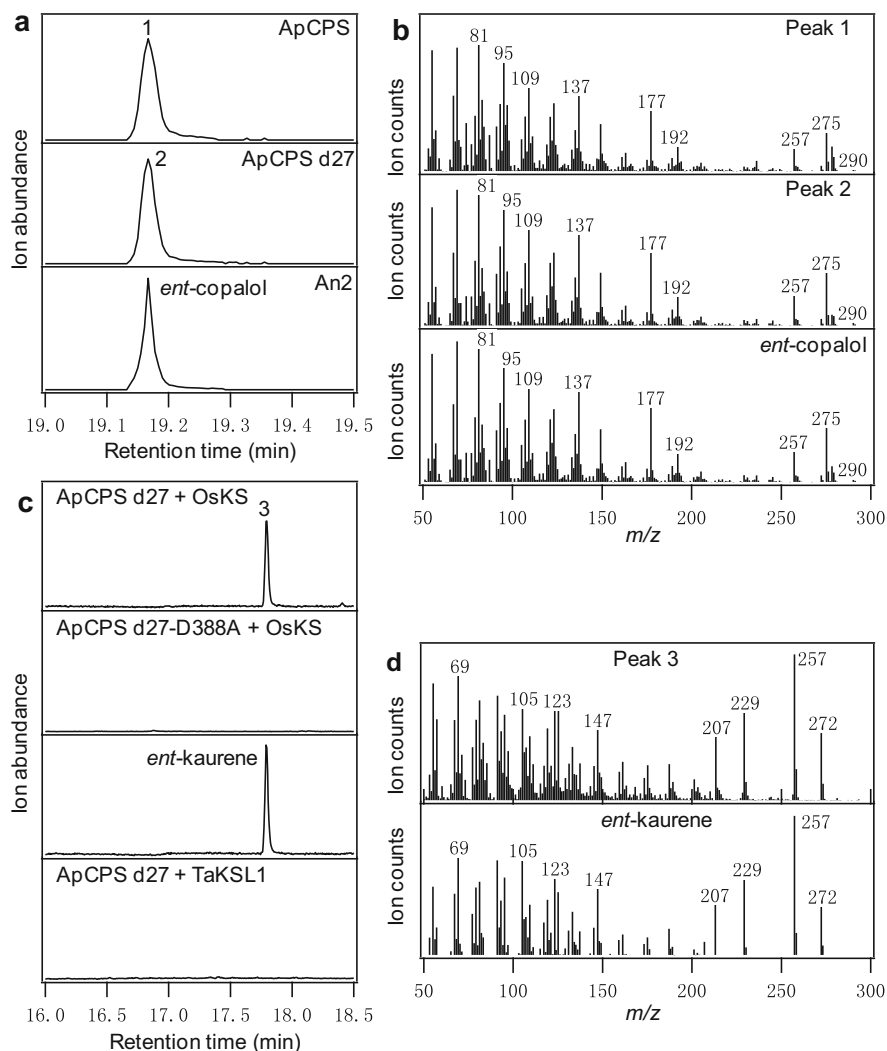 a
1
ApCPS
2
ApCPS d27
ent-copalol
An2
Ion abundance
19.0 19.1 19.2 19.3 19.4 19.5
Retention time (min)
b
Peak 1
81
95
109
137
177
192
257
275
290
Ion counts
Peak 2
81
95
109
137
177
192
257
275
290
Ion counts
ent-copalol
81
95
109
137
177
192
257
275
290
Ion counts
50 100 150 200 250 300
m/z
c
ApCPS d27 + OsKS
3
ApCPS d27-D388A + OsKS
ent-kaurene
ApCPS d27 + TaKSL1
Ion abundance
16.0 16.5 17.0 17.5 18.0 18.5
Retention time (min)
d
Peak 3
69
105
123
147
207
229
257
272
Ion counts
ent-kaurene
69
105
123
147
207
229
257
272
Ion counts
50 100 150 200 250 300
m/z